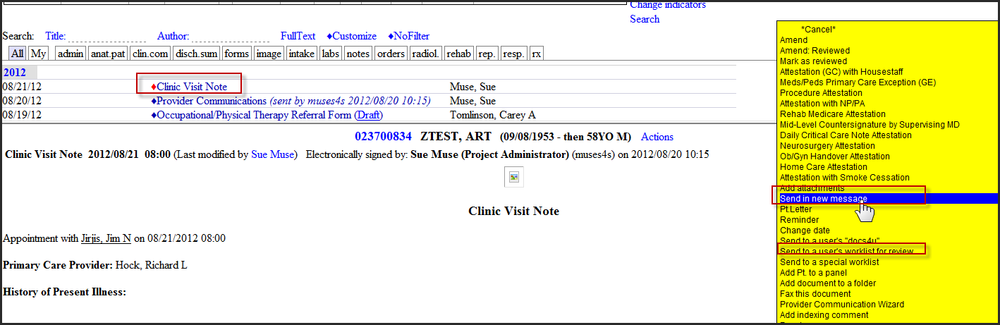 Change indicators
Search
Search: Title: Author: FullText ♦Customize ♦NoFilter
All My admin anat.pat clin.com disch.sum forms image intake labs notes orders radiol. rehab rep. resp. rx
2012
08/21/12 ♦Clinic Visit Note Muse, Sue
08/20/12 ♦Provider Communications (sent by muses4s 2012/08/20 10:15) Muse, Sue
08/19/12 ♦Occupational/Physical Therapy Referral Form (Draft) Tomlinson, Carey A
023700834 ZTEST, ART (09/08/1953 - then 58YO M) Actions
Clinic Visit Note 2012/08/21 08:00 (Last modified by Sue Muse) Electronically signed by: Sue Muse (Project Administrator) (muses4s) on 2012/08/20 10:15
Clinic Visit Note
Appointment with Jirjis, Jim N on 08/21/2012 08:00
Primary Care Provider: Hock, Richard L
History of Present Illness:
*Cancel*
Amend
Amend: Reviewed
Mark as reviewed
Attestation (GC) with Housestaff
Meds/Peds Primary Care Exception (GE)
Procedure Attestation
Attestation with NP/PA
Rehab Medicare Attestation
Mid-Level Countersignature by Supervising MD
Daily Critical Care Note Attestation
Neurosurgery Attestation
Ob/Gyn Handover Attestation
Home Care Attestation
Attestation with Smoke Cessation
Add attachments
Send in new message
Pt.Letter
Reminder
Change date
Send to a user's "docs4u"
Send to a user's worklist for review
Send to a special worklist
Add Pt. to a panel
Add document to a folder
Fax this document
Provider Communication Wizard
Add indexing comment